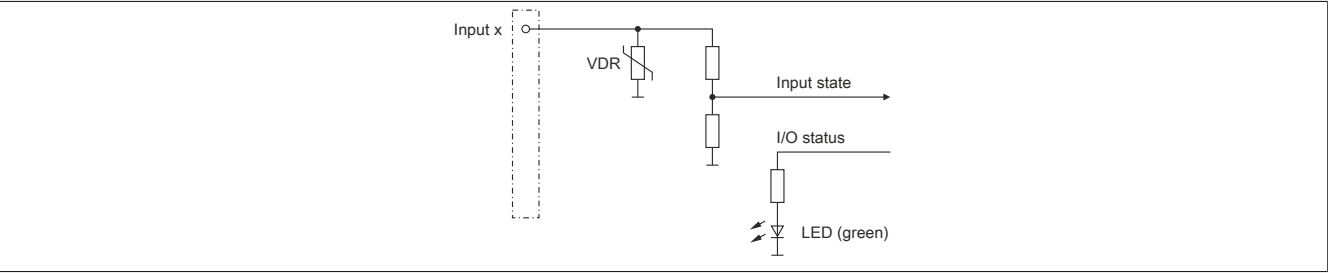 Input x
VDR
Input state
I/O status
LED (green)